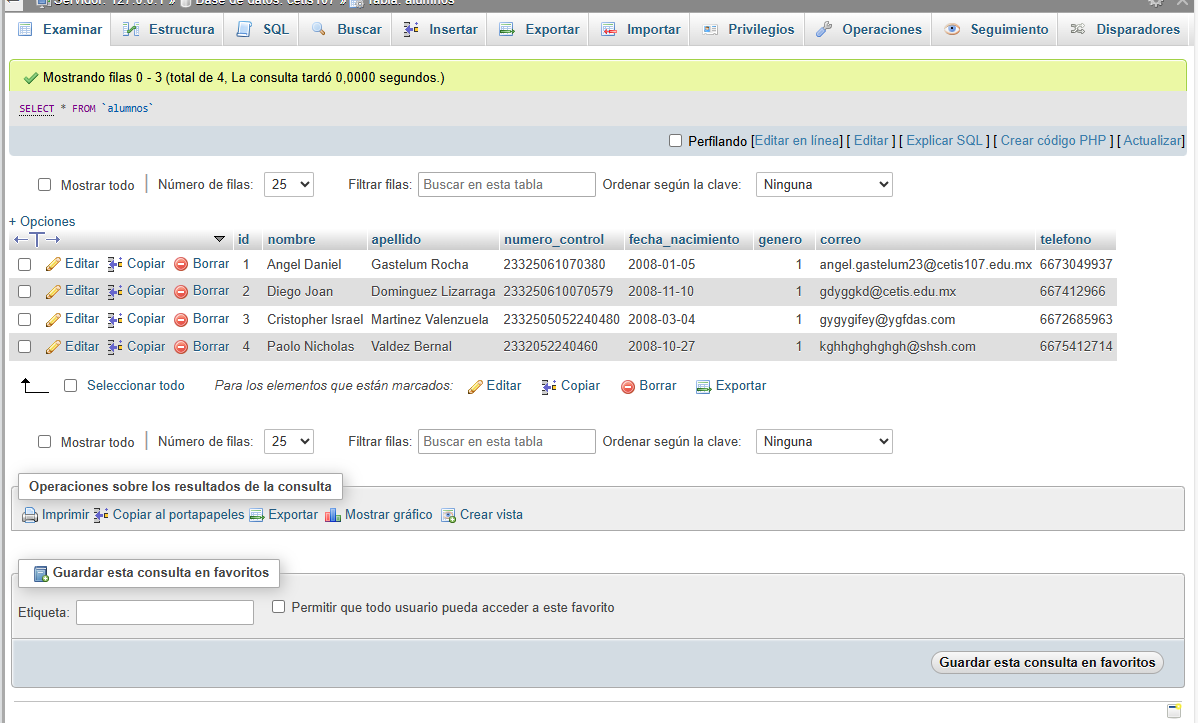 Servidor: 127.0.0.1 » Base de datos: cetis107 » Tabla: alumnos
Examinar Estructura SQL Buscar Insertar Exportar Importar Privilegios Operaciones Seguimiento Disparadores
Mostrando filas 0 - 3 (total de 4, La consulta tardó 0,0000 segundos.)
SELECT * FROM `alumnos`
Perfilando [Editar en línea] [ Editar ] [ Explicar SQL ] [ Crear código PHP ] [ Actualizar]
Mostrar todo | Número de filas: 25 Filtrar filas: Buscar en esta tabla Ordenar según la clave: Ninguna
+ Opciones
←T→ id nombre apellido numero_control fecha_nacimiento genero correo telefono
Editar Copiar Borrar 1 Angel Daniel Gastelum Rocha 23325061070380 2008-01-05 1 angel.gastelum23@cetis107.edu.mx 6673049937
Editar Copiar Borrar 2 Diego Joan Dominguez Lizarraga 23325061​0070579 2008-11-10 1 gdyggkd@cetis.edu.mx 667412966
Editar Copiar Borrar 3 Cristopher Israel Martinez Valenzuela 2332505052240480 2008-03-04 1 gygygifey@ygfdas.com 6672685963
Editar Copiar Borrar 4 Paolo Nicholas Valdez Bernal 2332052240460 2008-10-27 1 kghhghghghgh@shsh.com 6675412714
Seleccionar todo Para los elementos que están marcados: Editar Copiar Borrar Exportar
Mostrar todo | Número de filas: 25 Filtrar filas: Buscar en esta tabla Ordenar según la clave: Ninguna
Operaciones sobre los resultados de la consulta
Imprimir Copiar al portapapeles Exportar Mostrar gráfico Crear vista
Guardar esta consulta en favoritos
Etiqueta: Permitir que todo usuario pueda acceder a este favorito
Guardar esta consulta en favoritos